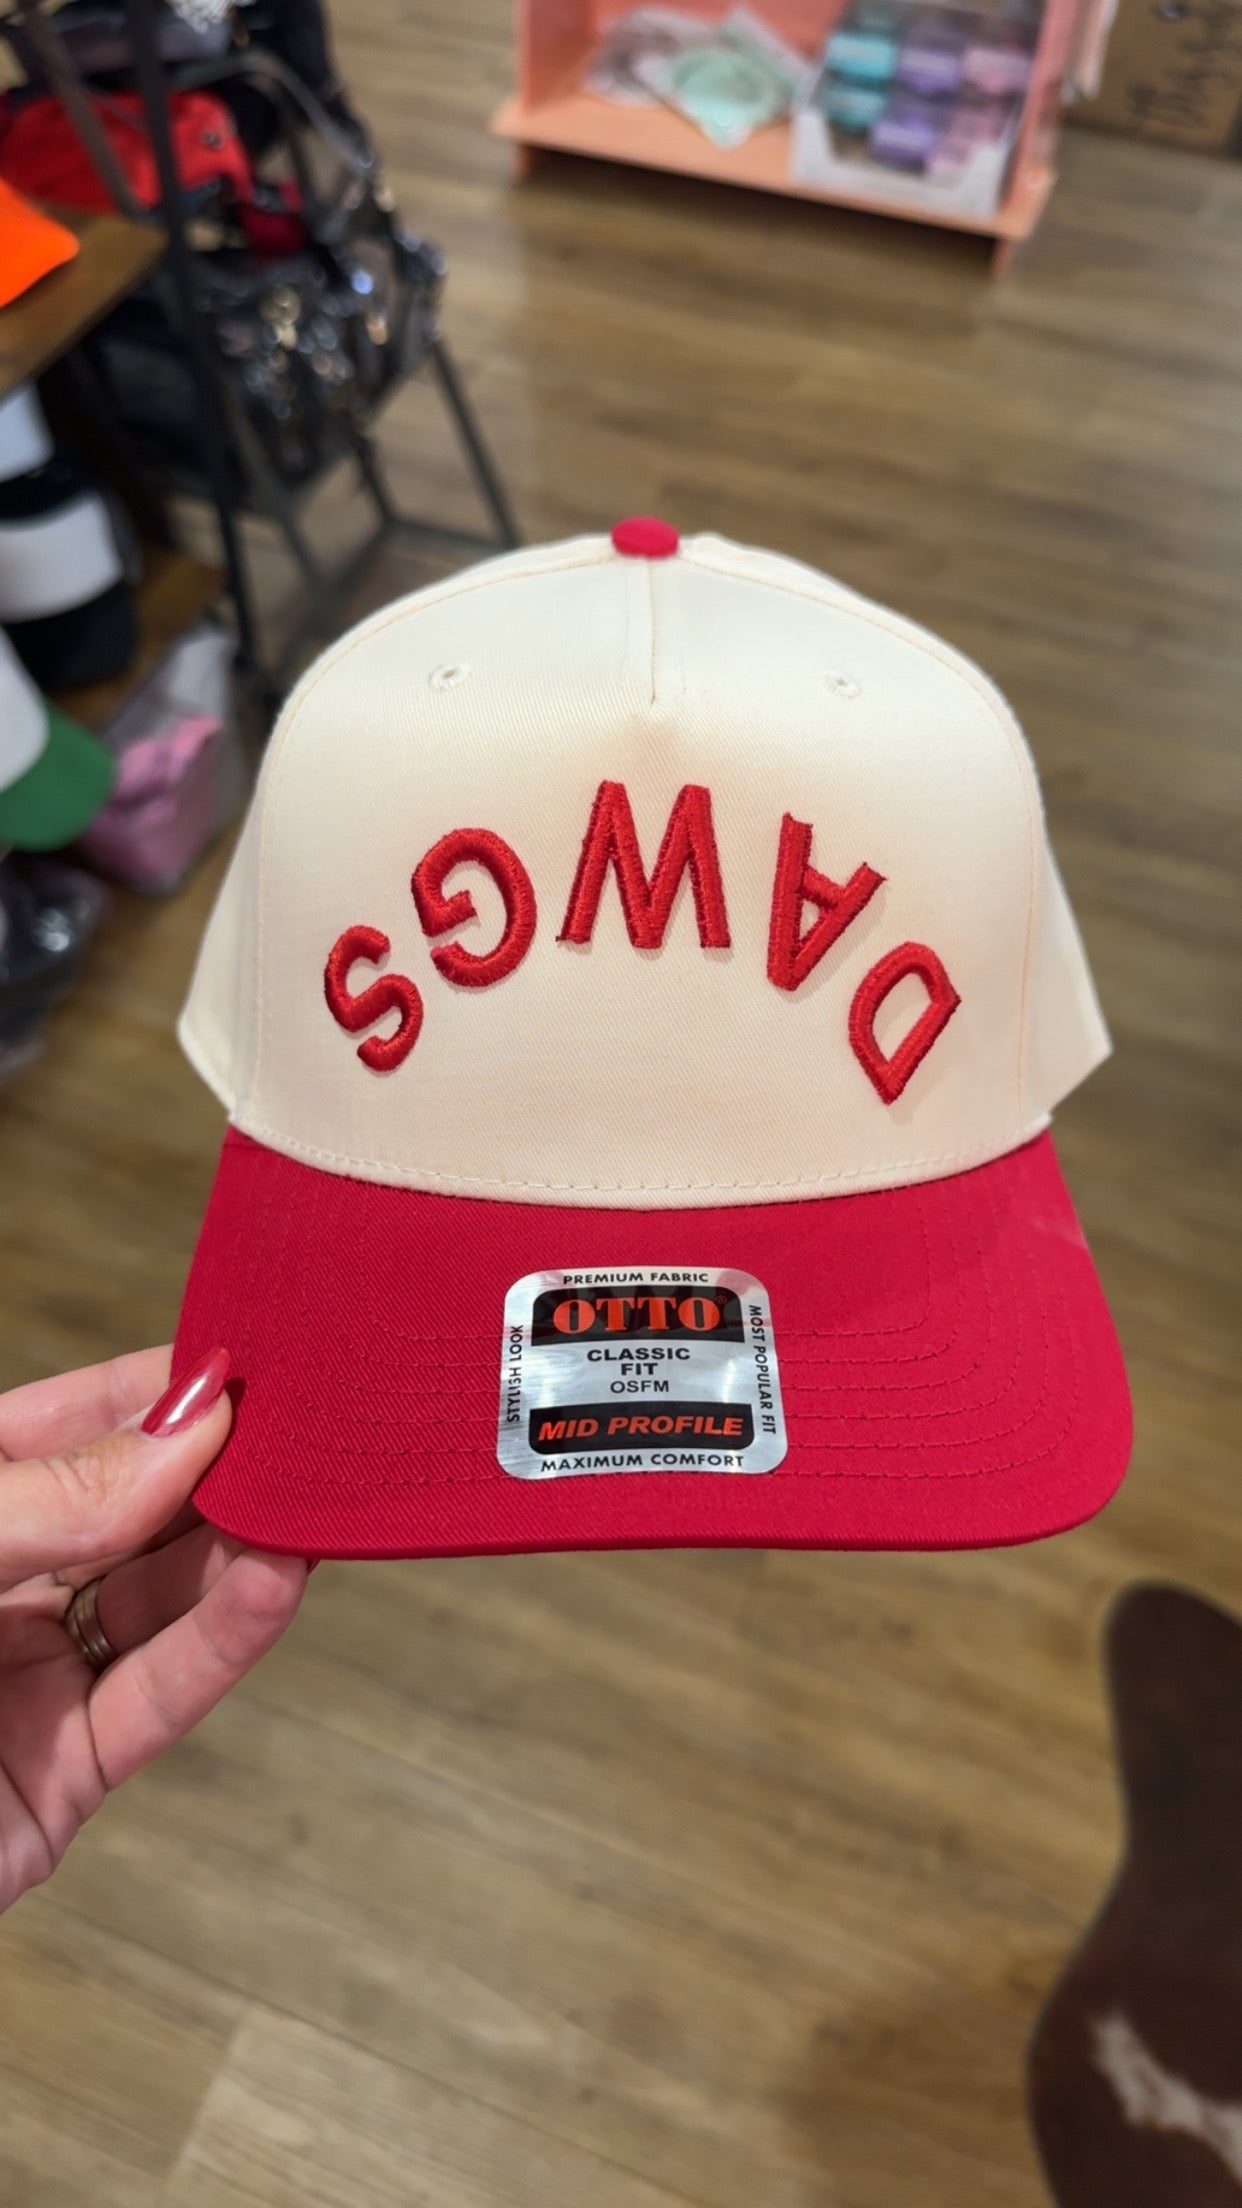 DAWGS
PREMIUM FABRIC
OTTO®
CLASSIC
FIT
OSFM
MID PROFILE
MAXIMUM COMFORT
STYLISH LOOK
MOST POPULAR FIT